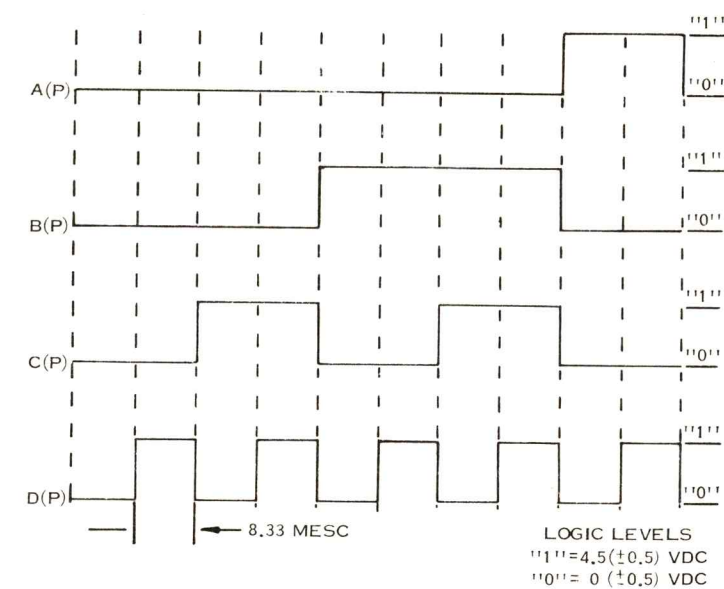 "1"
A(P) "0"
"1"
B(P) "0"
"1"
C(P) "0"
"1"
D(P) "0"
8.33 MESC
LOGIC LEVELS
"1"=4.5(±0.5) VDC
"0"= 0 (±0.5) VDC